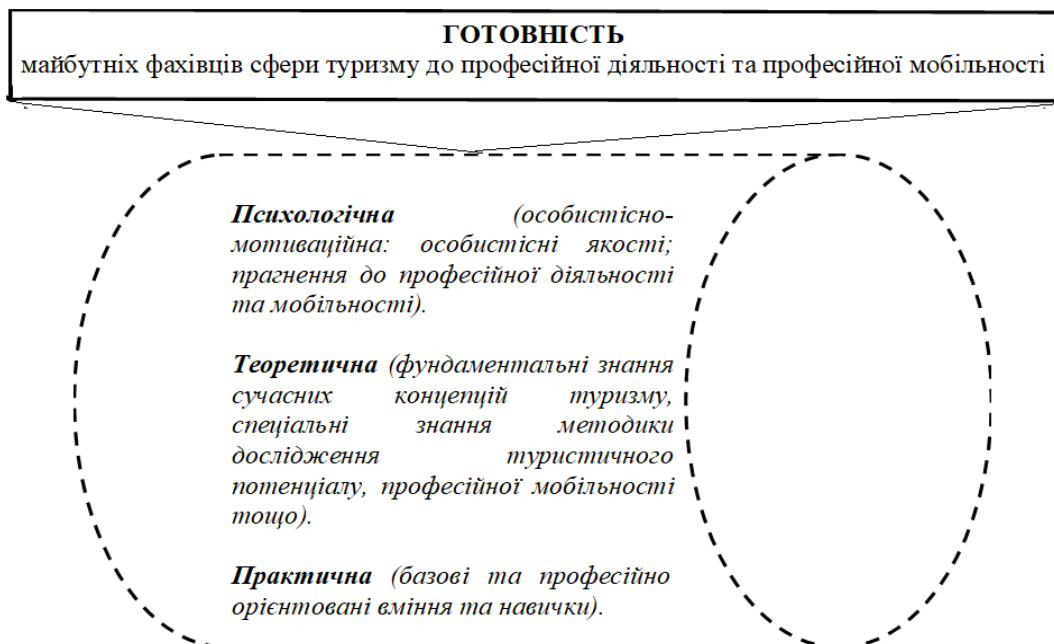 ГОТОВНІСТЬ
майбутніх фахівців сфери туризму до професійної діяльності та професійної мобільності
Психологічна (особистісно-
мотиваційна: особистісні якості;
прагнення до професійної діяльності
та мобільності).
Теоретична (фундаментальні знання
сучасних концепцій туризму,
спеціальні знання методики
дослідження туристичного
потенціалу, професійної мобільності
тощо).
Практична (базові та професійно
орієнтовані вміння та навички).